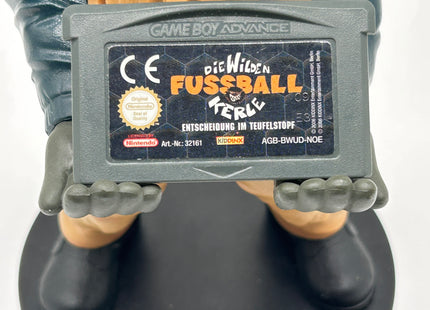 GAME BOY ADVANCE
CE
DIE WILDEN
FUSSBALL
KERLE
ENTSCHEIDUNG IM TEUFELSTOPF
Original
Nintendo
Seal of
Quality
Nintendo
Art.-Nr.: 32161
KIDDINX
AGB-BWUD-NOE